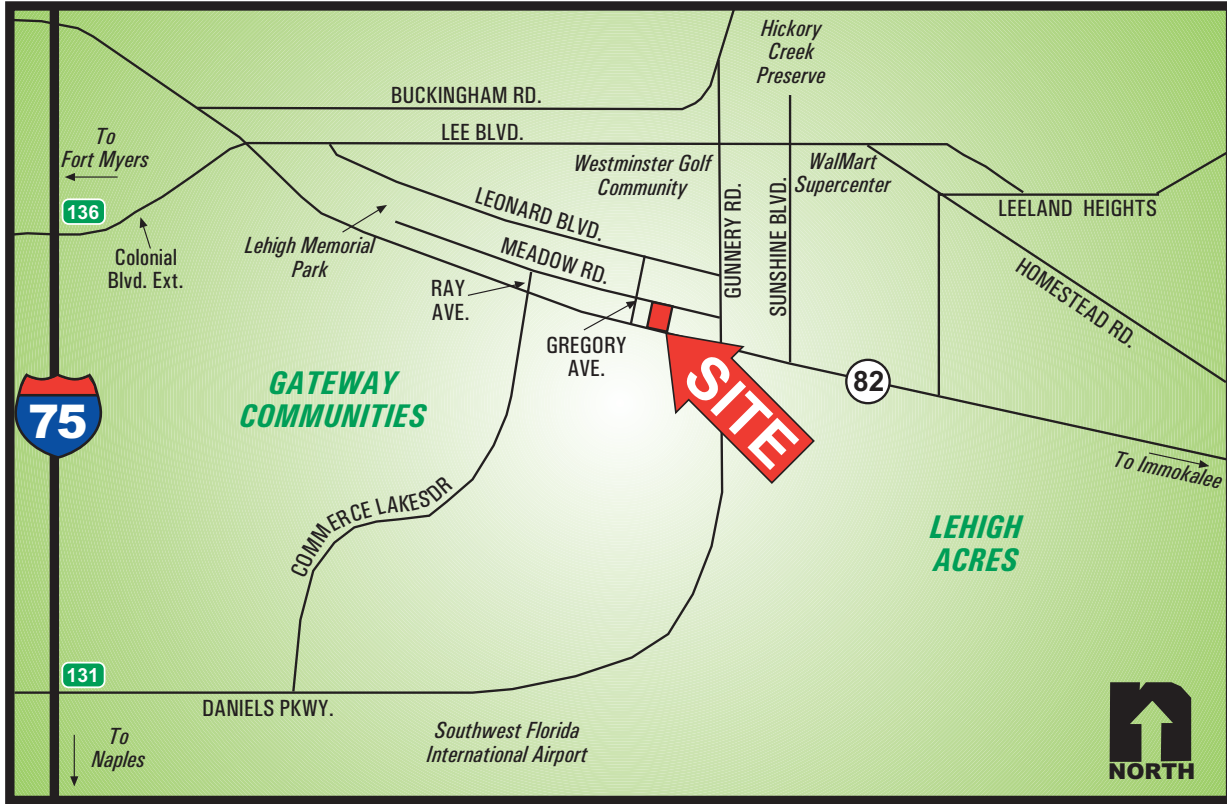 Hickory
Creek
Preserve
BUCKINGHAM RD.
LEE BLVD.
To
Fort Myers
136
Colonial
Blvd. Ext.
Lehigh Memorial
Park
LEONARD BLVD.
MEADOW RD.
Westminster Golf
Community
GUNNERY RD.
SUNSHINE BLVD.
WalMart
Supercenter
LEELAND HEIGHTS
HOMESTEAD RD.
RAY
AVE.
GREGORY
AVE.
SITE
82
To Immokalee
75
GATEWAY
COMMUNITIES
COMMERCE LAKES DR
LEHIGH
ACRES
131
DANIELS PKWY.
To
Naples
Southwest Florida
International Airport
n
NORTH